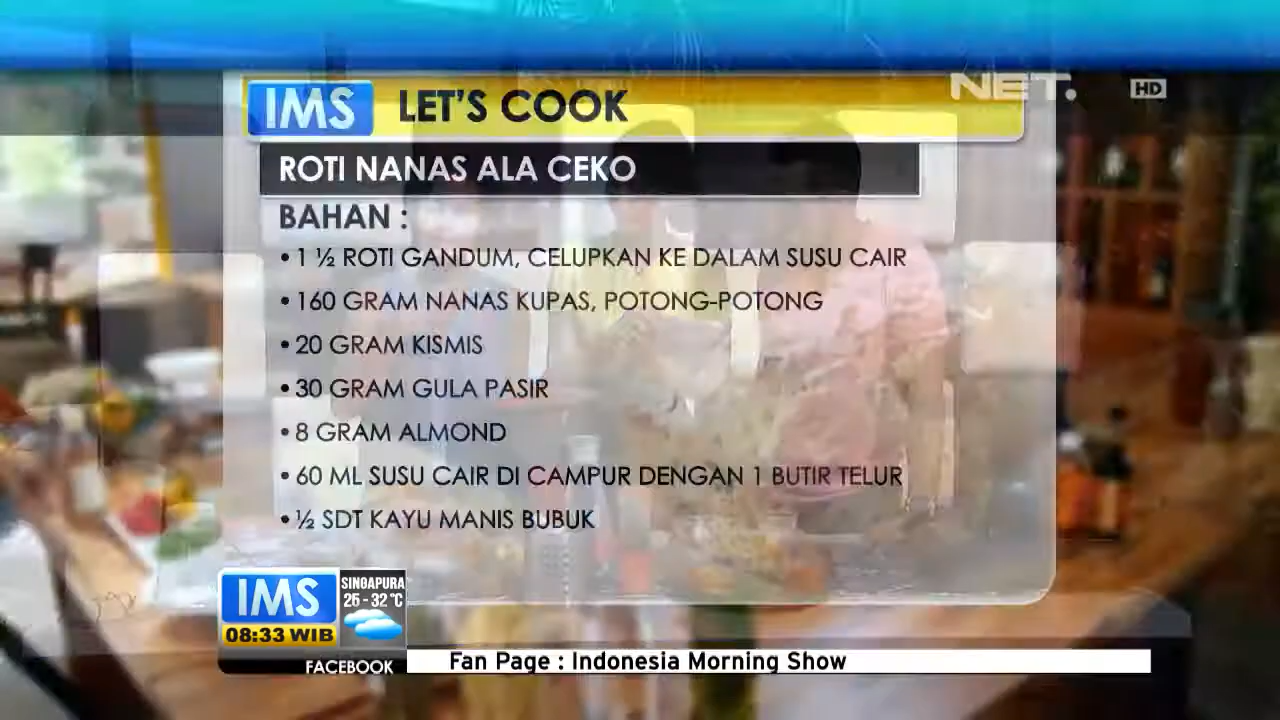 NET.
HD
IMS LET'S COOK
ROTI NANAS ALA CEKO
BAHAN :
• 1 ½ ROTI GANDUM, CELUPKAN KE DALAM SUSU CAIR
• 160 GRAM NANAS KUPAS, POTONG-POTONG
• 20 GRAM KISMIS
• 30 GRAM GULA PASIR
• 8 GRAM ALMOND
• 60 ML SUSU CAIR DI CAMPUR DENGAN 1 BUTIR TELUR
• ½ SDT KAYU MANIS BUBUK
IMS
SINGAPURA
25 - 32°C
08:33 WIB
FACEBOOK
Fan Page : Indonesia Morning Show